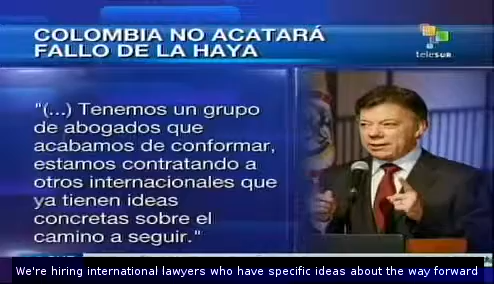 COLOMBIA NO ACATARÁ
FALLO DE LA HAYA
teleSUR
"(...) Tenemos un grupo
de abogados que
acabamos de conformar,
estamos contratando a
otros internacionales que
ya tienen ideas
concretas sobre el
camino a seguir."
We're hiring international lawyers who have specific ideas about the way forward